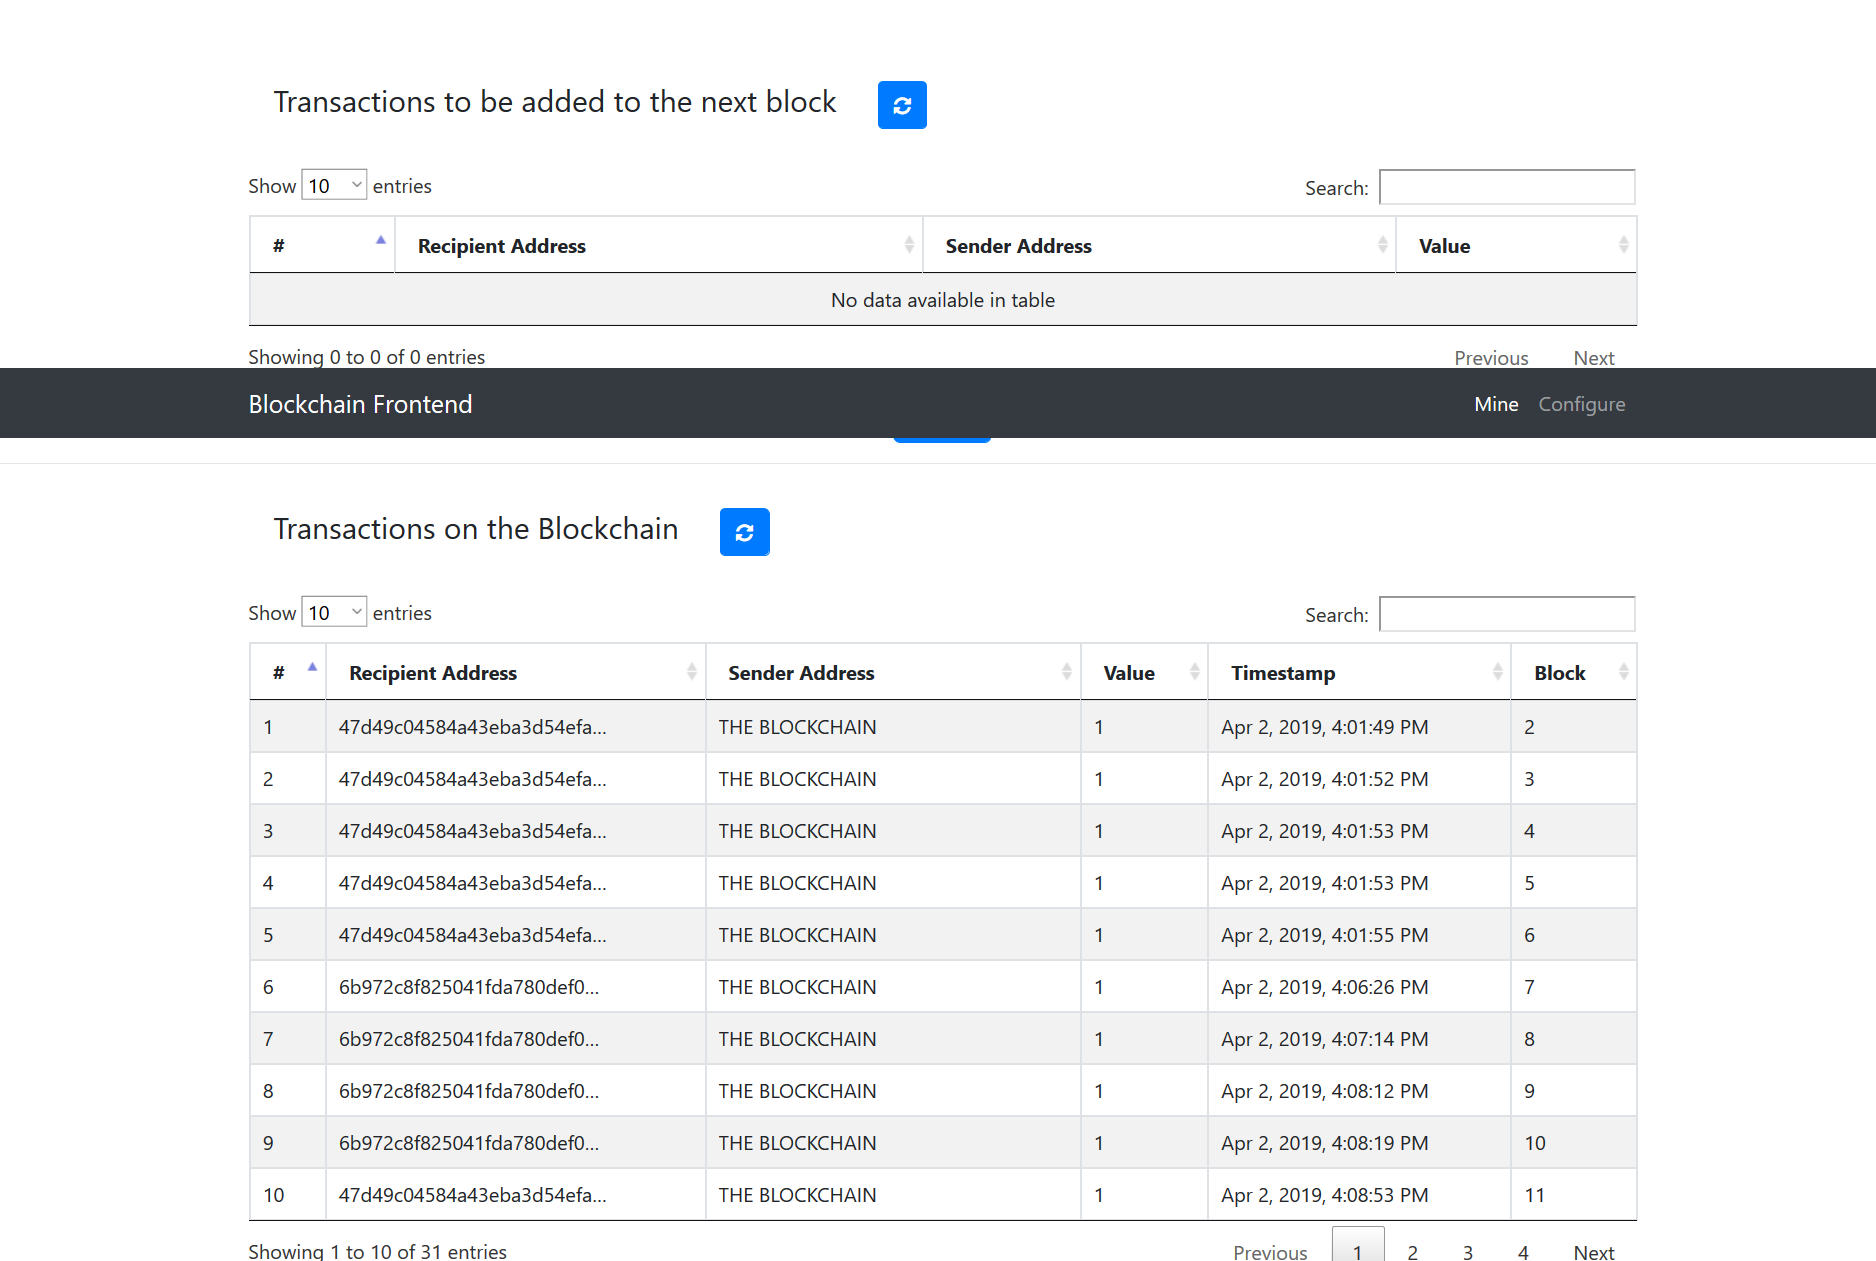 Transactions to be added to the next block
Show 10 entries Search:
# Recipient Address Sender Address Value
No data available in table
Showing 0 to 0 of 0 entries Previous Next
Blockchain Frontend Mine Configure
Transactions on the Blockchain
Show 10 entries Search:
# Recipient Address Sender Address Value Timestamp Block
1 47d49c04584a43eba3d54efa... THE BLOCKCHAIN 1 Apr 2, 2019, 4:01:49 PM 2
2 47d49c04584a43eba3d54efa... THE BLOCKCHAIN 1 Apr 2, 2019, 4:01:52 PM 3
3 47d49c04584a43eba3d54efa... THE BLOCKCHAIN 1 Apr 2, 2019, 4:01:53 PM 4
4 47d49c04584a43eba3d54efa... THE BLOCKCHAIN 1 Apr 2, 2019, 4:01:53 PM 5
5 47d49c04584a43eba3d54efa... THE BLOCKCHAIN 1 Apr 2, 2019, 4:01:55 PM 6
6 6b972c8f825041fda780def0... THE BLOCKCHAIN 1 Apr 2, 2019, 4:06:26 PM 7
7 6b972c8f825041fda780def0... THE BLOCKCHAIN 1 Apr 2, 2019, 4:07:14 PM 8
8 6b972c8f825041fda780def0... THE BLOCKCHAIN 1 Apr 2, 2019, 4:08:12 PM 9
9 6b972c8f825041fda780def0... THE BLOCKCHAIN 1 Apr 2, 2019, 4:08:19 PM 10
10 47d49c04584a43eba3d54efa... THE BLOCKCHAIN 1 Apr 2, 2019, 4:08:53 PM 11
Showing 1 to 10 of 31 entries Previous 1 2 3 4 Next